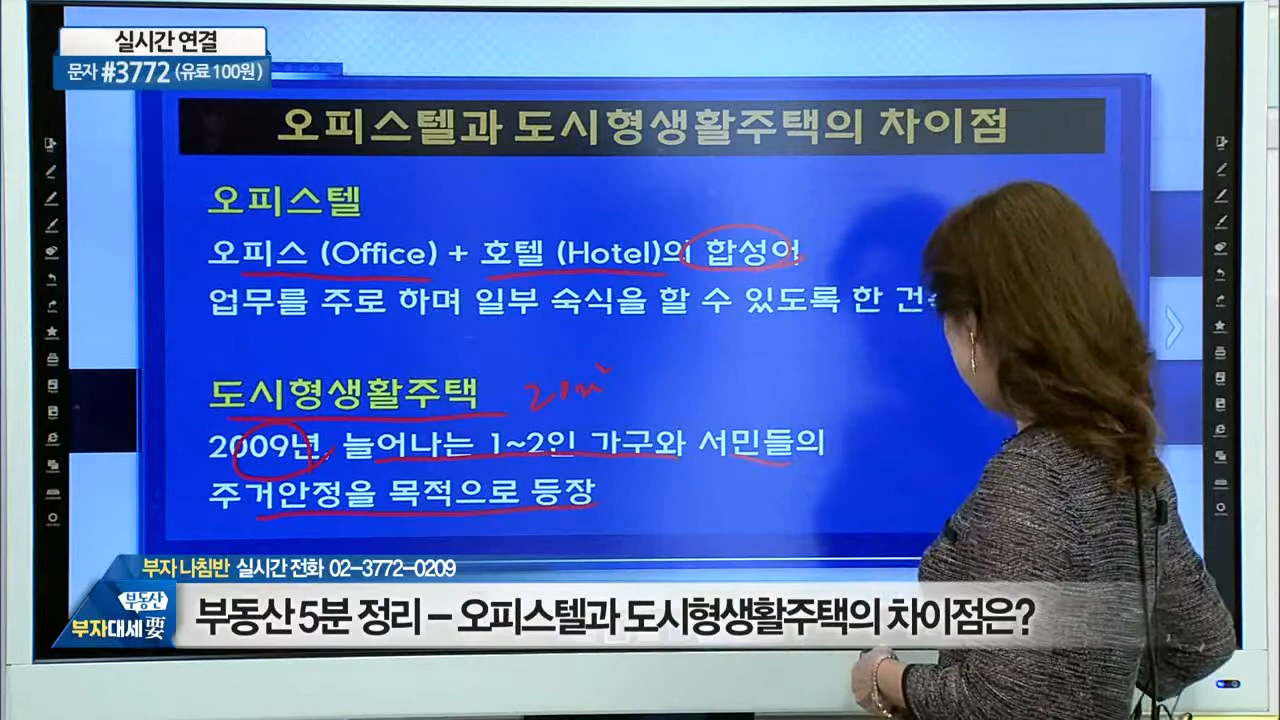 실시간 연결
문자 #3772 (유료 100원)
오피스텔과 도시형생활주택의 차이점
오피스텔
오피스 (Office) + 호텔 (Hotel)의 합성어
업무를 주로 하며 일부 숙식을 할 수 있도록 한
도시형생활주택
2009년, 늘어나는 1~2인 가구와 서민들의
주거안정을 목적으로 등장
부자 나침반 실시간 전화 02-3772-0209
부동산
부자대세 要
부동산 5분 정리 - 오피스텔과 도시형생활주택의 차이점은?